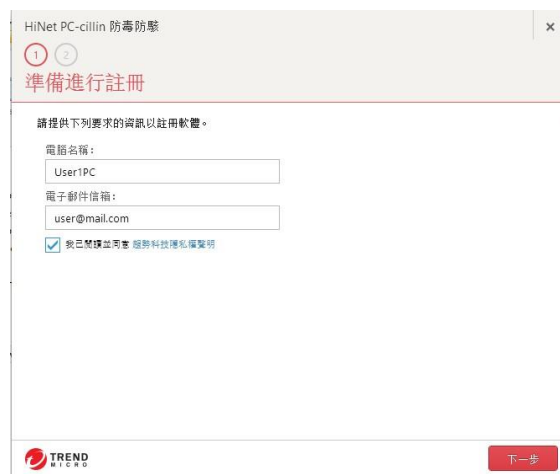 HiNet PC-cillin 防毒防駭
×
1 2
準備進行註冊
請提供下列要求的資訊以註冊軟體。
電腦名稱:
User1PC
電子郵件信箱:
user@mail.com
我已閱讀並同意 趨勢科技隱私權聲明
TREND
MICRO
下一步